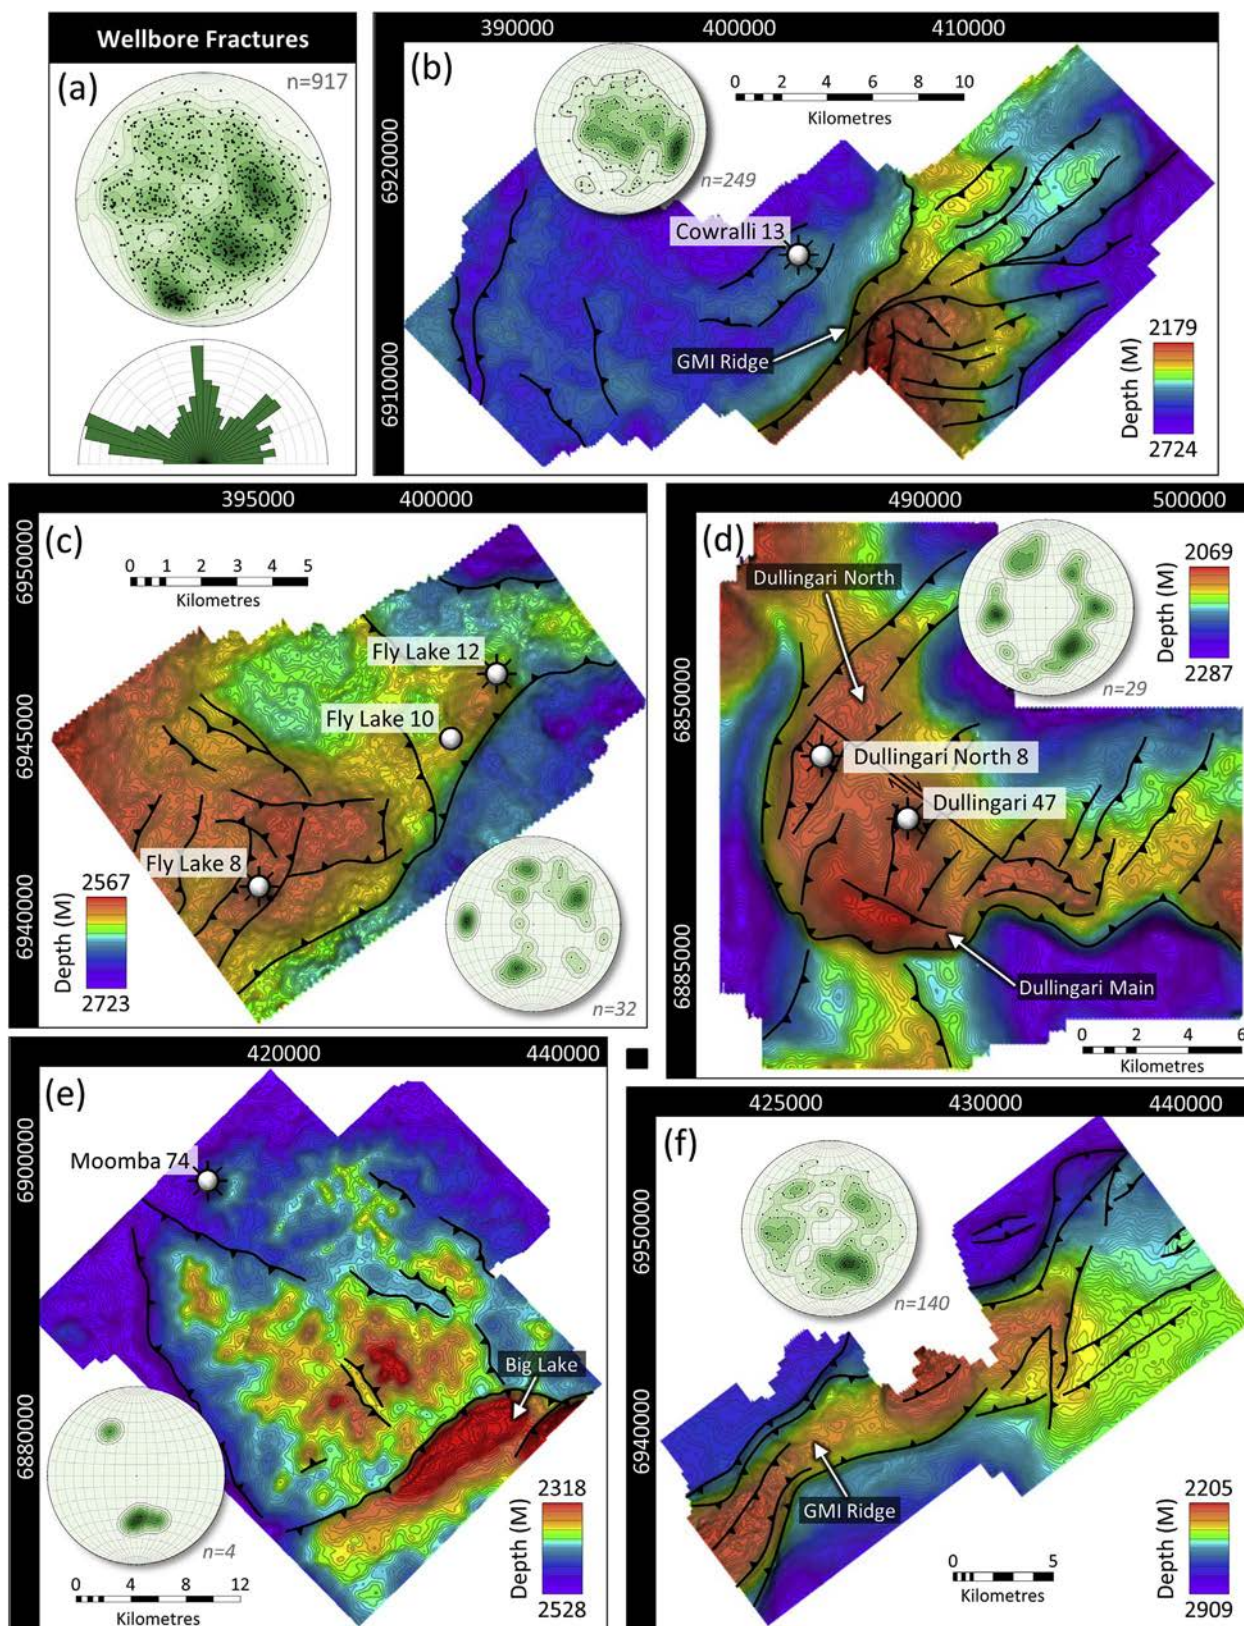 Wellbore Fractures
(a)
n=917
390000 400000 410000
(b)
0 2 4 6 8 10
Kilometres
6920000
6910000
n=249
Cowralli 13
GMI Ridge
Depth (M)
2179
2724
395000 400000
(c)
0 1 2 3 4 5
Kilometres
6950000
6945000
6940000
Fly Lake 12
Fly Lake 10
Fly Lake 8
2567
Depth (M)
2723
n=32
490000 500000
(d)
Dullingari North
2069
Depth (M)
2287
n=29
6850000
6885000
Dullingari North 8
Dullingari 47
Dullingari Main
0 2 4 6
Kilometres
420000 440000
(e)
Moomba 74
6900000
6880000
Big Lake
n=4
0 4 8 12
Kilometres
2318
Depth (M)
2528
425000 430000 440000
(f)
6950000
6940000
n=140
GMI Ridge
0 5
Kilometres
2205
Depth (M)
2909